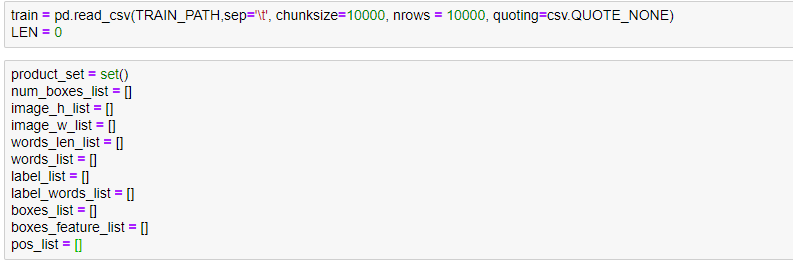 train = pd.read_csv(TRAIN_PATH,sep='\t', chunksize=10000, nrows = 10000, quoting=csv.QUOTE_NONE)
LEN = 0
product_set = set()
num_boxes_list = []
image_h_list = []
image_w_list = []
words_len_list = []
words_list = []
label_list = []
label_words_list = []
boxes_list = []
boxes_feature_list = []
pos_list = []